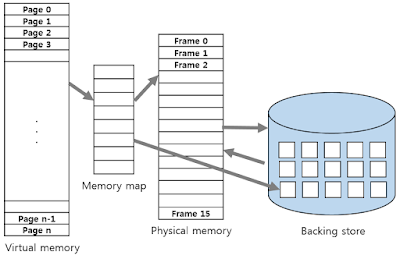 Page 0
Page 1
Page 2
Page 3
Page n-1
Page n
Virtual memory
Memory map
Frame 0
Frame 1
Frame 2
Frame 15
Physical memory
Backing store